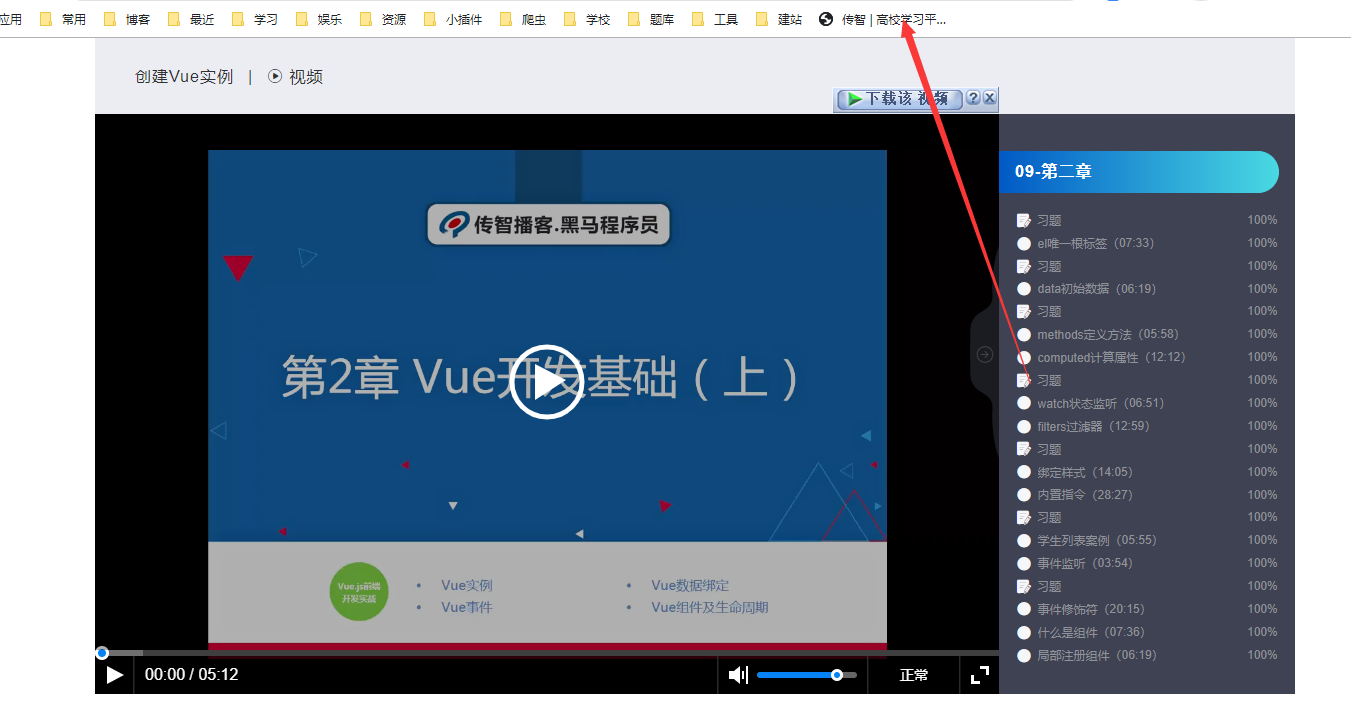 应用 常用 博客 最近 学习 娱乐 资源 小插件 爬虫 学校 题库 工具 建站 传智 | 高校学习平...
创建Vue实例 | 视频
下载该 视频 ? X
传智播客.黑马程序员
第2章 Vue开发基础（上）
Vue.js前端
开发实战
• Vue实例
• Vue事件
• Vue数据绑定
• Vue组件及生命周期
00:00 / 05:12 正常
09-第二章
习题 100%
el唯一根标签（07:33） 100%
习题 100%
data初始数据（06:19） 100%
习题 100%
methods定义方法（05:58） 100%
computed计算属性（12:12） 100%
习题 100%
watch状态监听（06:51） 100%
filters过滤器（12:59） 100%
习题 100%
绑定样式（14:05） 100%
内置指令（28:27） 100%
习题 100%
学生列表案例（05:55） 100%
事件监听（03:54） 100%
习题 100%
事件修饰符（20:15） 100%
什么是组件（07:36） 100%
局部注册组件（06:19） 100%